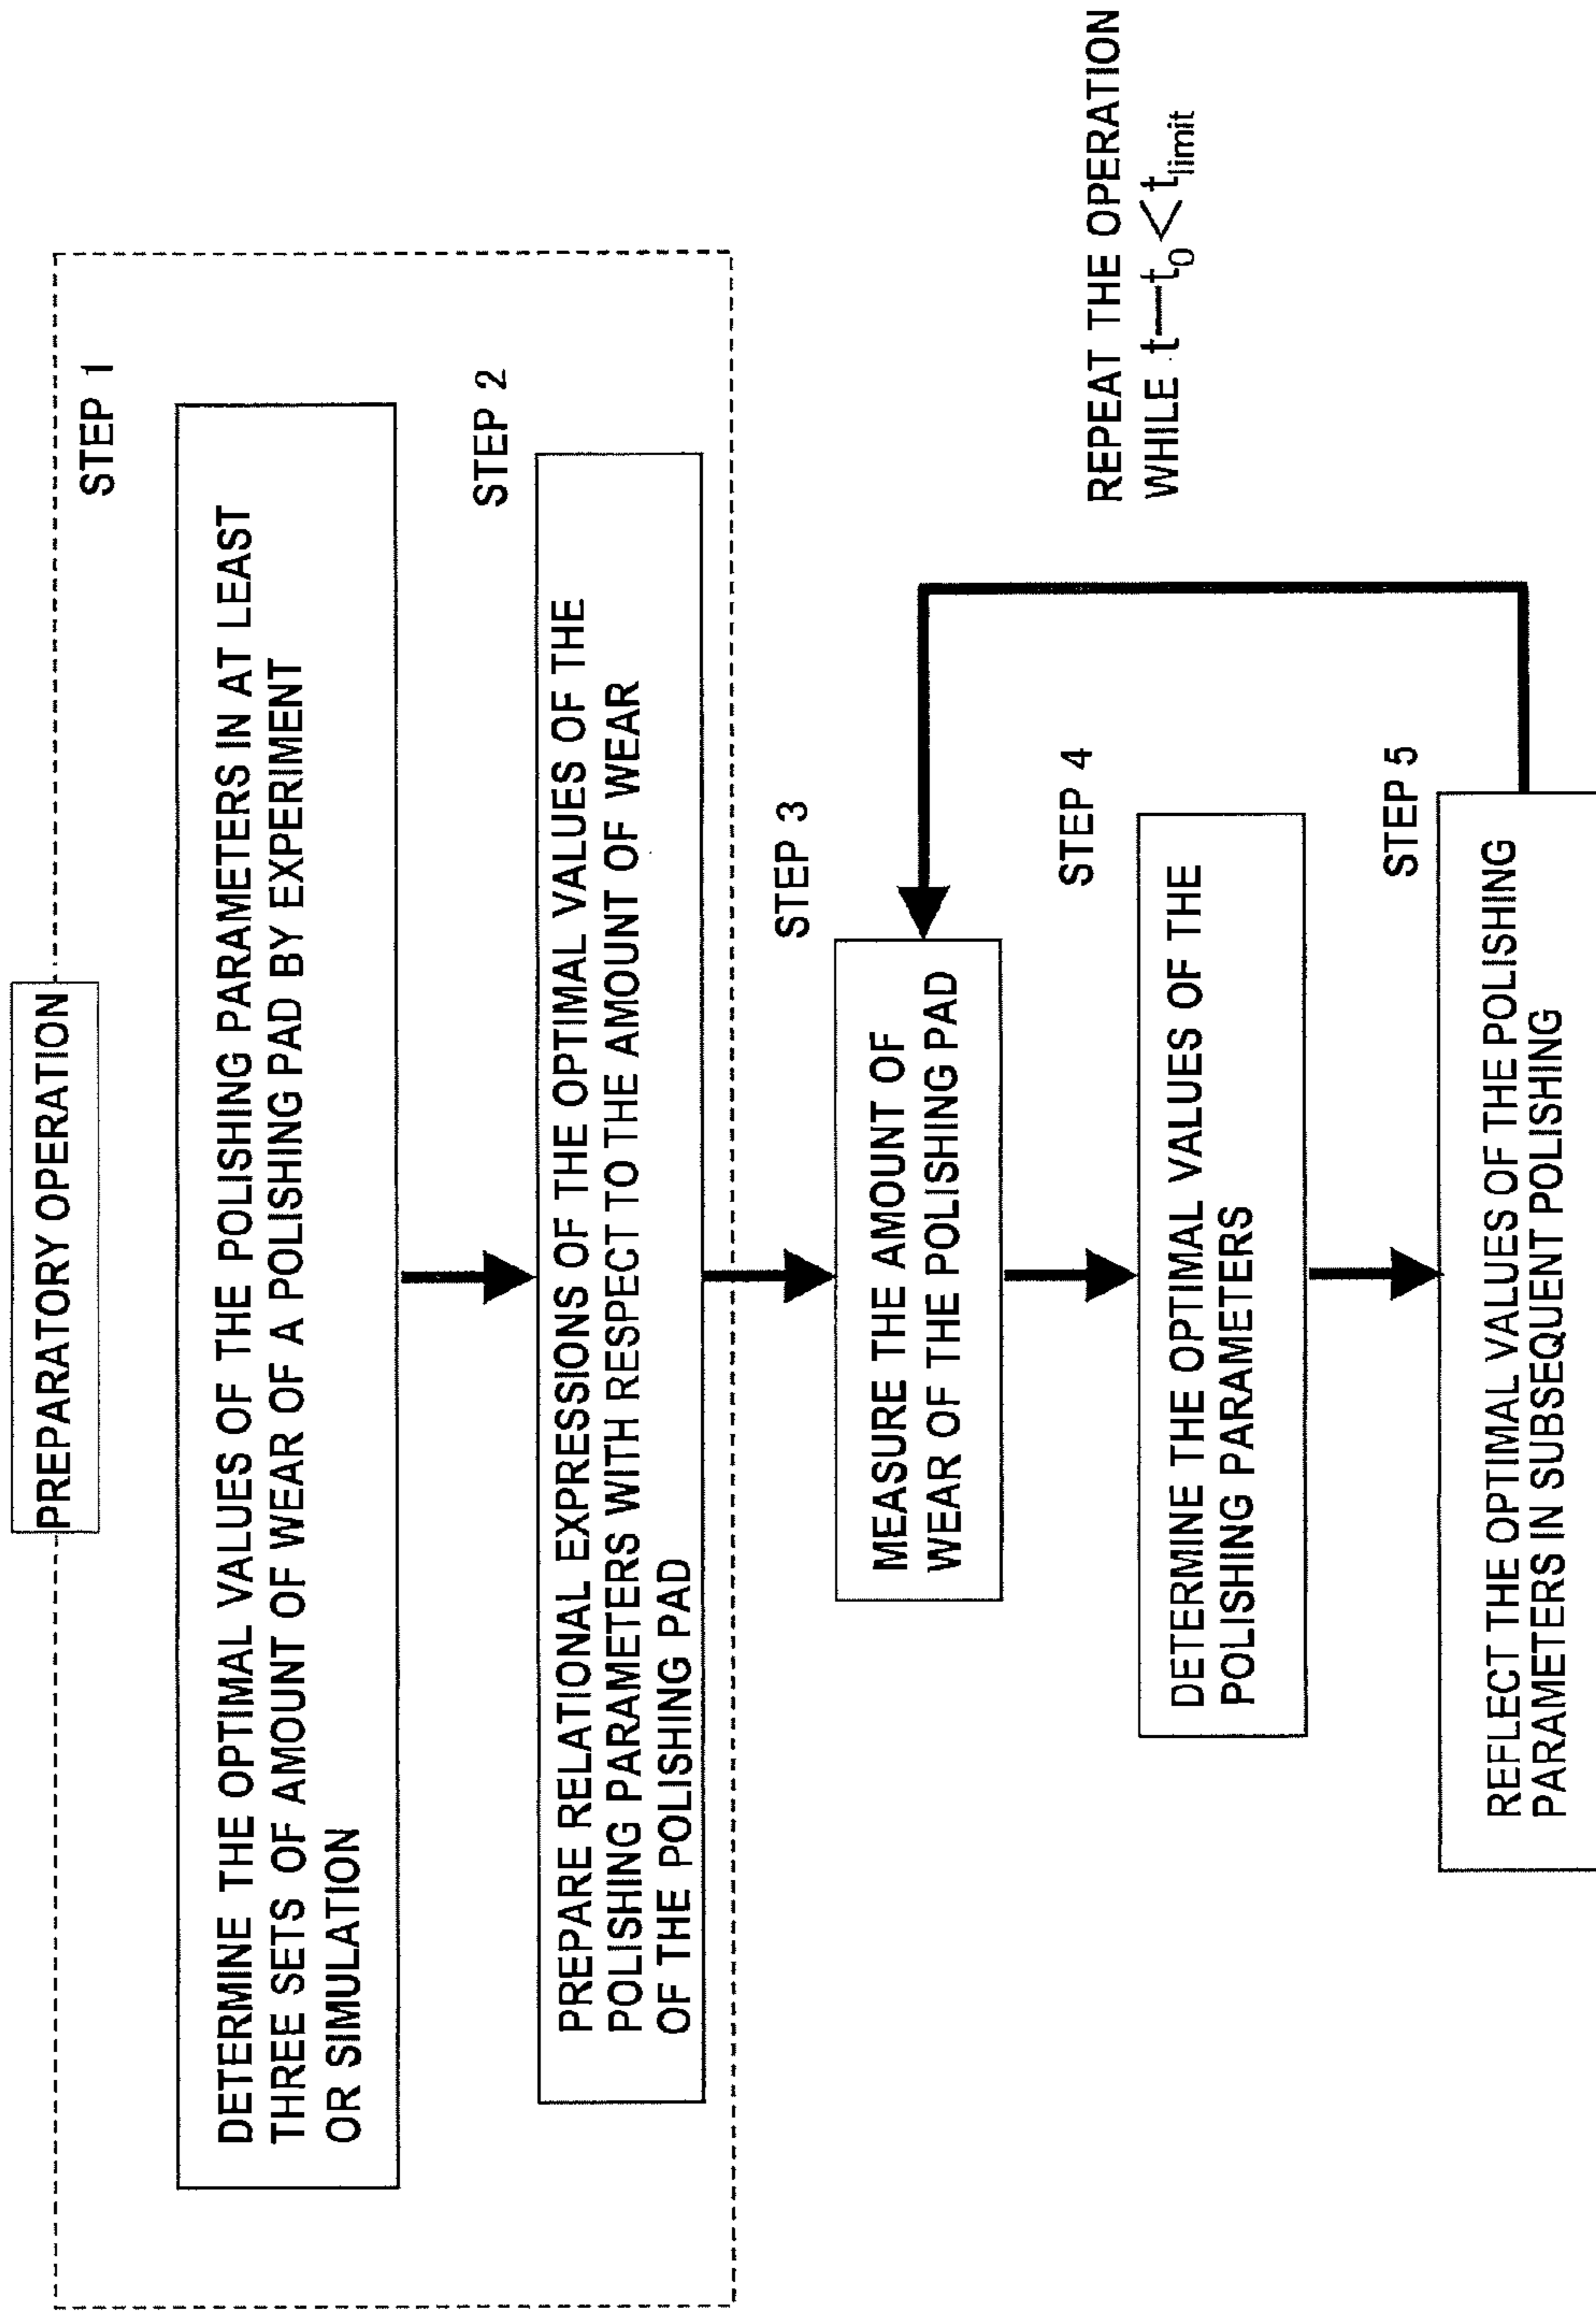 PREPARATORY OPERATION
STEP 1
DETERMINE THE OPTIMAL VALUES OF THE POLISHING PARAMETERS IN AT LEAST
THREE SETS OF AMOUNT OF WEAR OF A POLISHING PAD BY EXPERIMENT
OR SIMULATION
STEP 2
PREPARE RELATIONAL EXPRESSIONS OF THE OPTIMAL VALUES OF THE
POLISHING PARAMETERS WITH RESPECT TO THE AMOUNT OF WEAR
OF THE POLISHING PAD
STEP 3
MEASURE THE AMOUNT OF
WEAR OF THE POLISHING PAD
STEP 4
DETERMINE THE OPTIMAL VALUES OF THE
POLISHING PARAMETERS
STEP 5
REFLECT THE OPTIMAL VALUES OF THE POLISHING
PARAMETERS IN SUBSEQUENT POLISHING
REPEAT THE OPERATION
WHILE t—t₀<t_limit